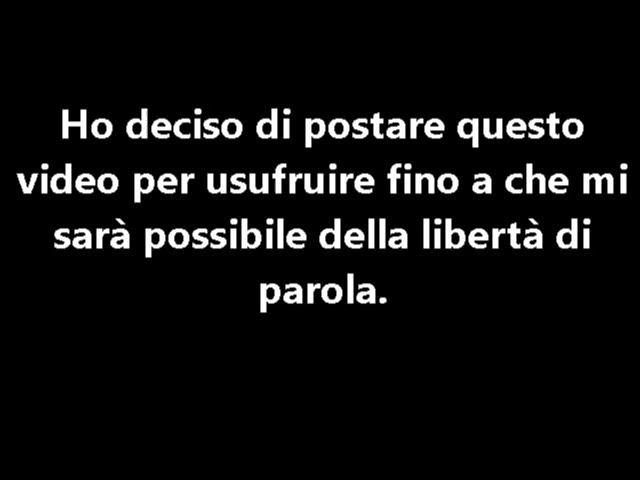 Ho deciso di postare questo
video per usufruire fino a che mi
sarà possibile della libertà di
parola.